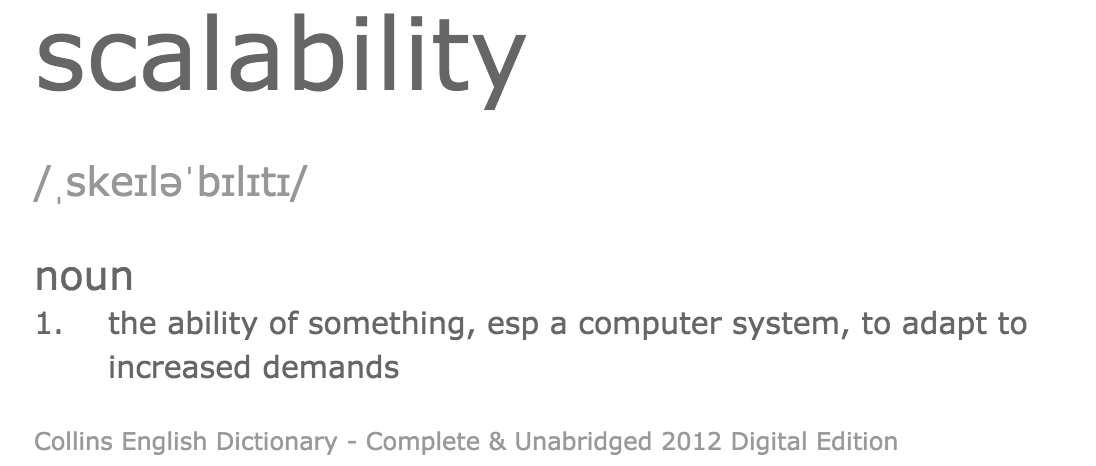 scalability
/ˌskeɪləˈbɪlɪtɪ/
noun
1. the ability of something, esp a computer system, to adapt to
increased demands
Collins English Dictionary - Complete & Unabridged 2012 Digital Edition